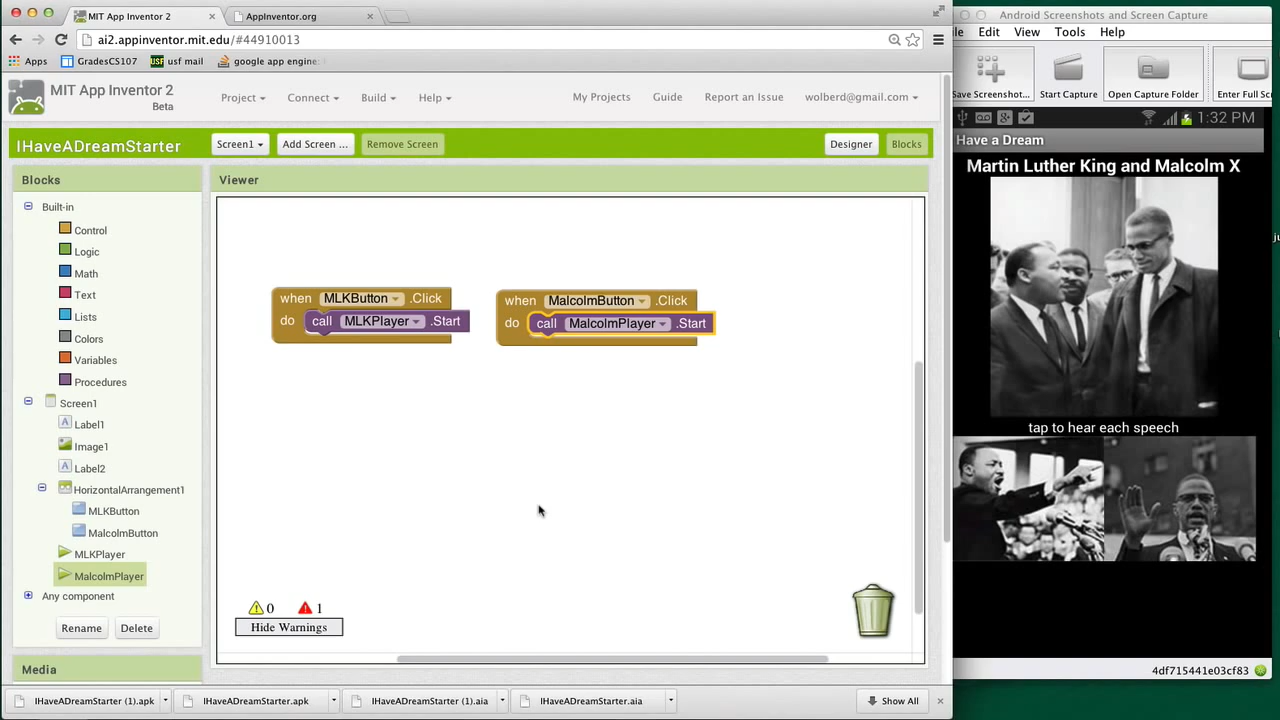 MIT App Inventor 2
AppInventor.org
ai2.appinventor.mit.edu/#44910013
Apps
GradesCS107
USF
usf mail
google app engine:
MIT App Inventor 2
Beta
Project
Connect
Build
Help
My Projects
Guide
Report an Issue
wolberd@gmail.com
IHaveADreamStarter
Screen1
Add Screen ...
Remove Screen
Designer
Blocks
Blocks
Viewer
Built-in
Control
Logic
Math
Text
Lists
Colors
Variables
Procedures
Screen1
A Label1
Image1
A Label2
HorizontalArrangement1
MLKButton
MalcolmButton
MLKPlayer
MalcolmPlayer
Any component
Rename
Delete
Media
when MLKButton .Click
do call MLKPlayer .Start
when MalcolmButton .Click
do call MalcolmPlayer .Start
0
1
Hide Warnings
IHaveADreamStarter (1).apk
IHaveADreamStarter.apk
IHaveADreamStarter (1).aia
IHaveADreamStarter.aia
Show All
Android Screenshots and Screen Capture
Edit
View
Tools
Help
Save Screenshot...
Start Capture
Open Capture Folder
1:32 PM
Have a Dream
Martin Luther King and Malcolm X
tap to hear each speech
4df715441e03cf83